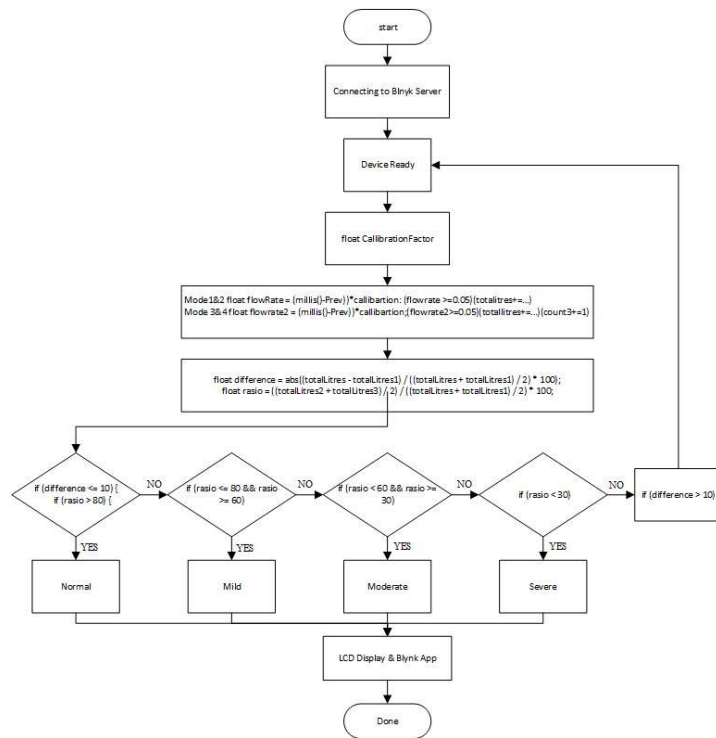 start
Connecting to Blnyk Server
Device Ready
float CallibrationFactor
Mode1&2 float flowRate = (millis()-Prev))*callibartion: (flowrate >=0.05)(totalitres+=...)
Mode 3&4 float flowrate2 = (millis()-Prev))*callibartion;(flowrate2>=0.05)(totallitres+=...)(count3+=1)
float difference = abs((totalLitres - totalLitres1) / ((totalLitres + totalLitres1) / 2) * 100);
float rasio = ((totalLitres2 + totalLitres3) / 2) / ((totalLitres + totalLitres1) / 2) * 100;
if (difference <= 10) {
if (rasio > 80) {
NO
if (rasio <= 80 && rasio
>= 60)
NO
if (rasio < 60 && rasio >=
30)
NO
if (rasio < 30)
NO
if (difference > 10)
YES
YES
YES
YES
Normal
Mild
Moderate
Severe
LCD Display & Blynk App
Done